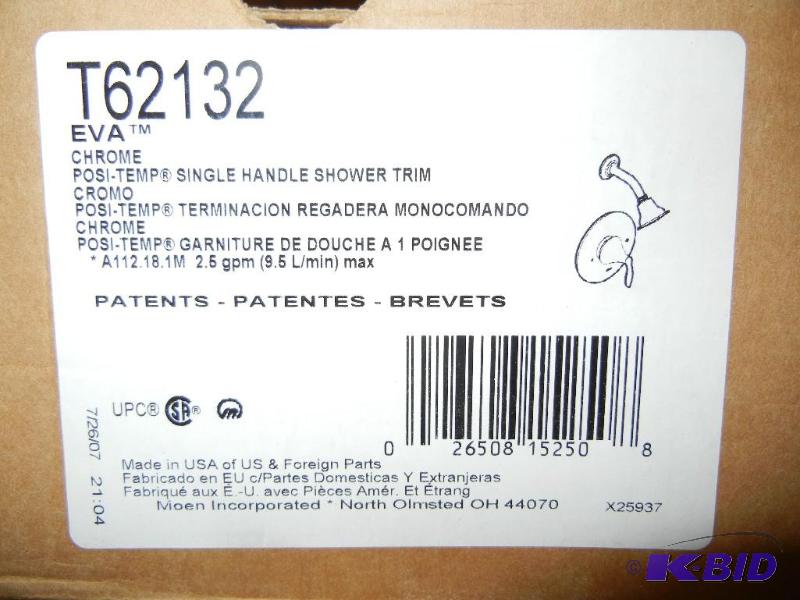 T62132
EVA™
CHROME
POSI-TEMP® SINGLE HANDLE SHOWER TRIM
CROMO
POSI-TEMP® TERMINACION REGADERA MONOCOMANDO
CHROME
POSI-TEMP® GARNITURE DE DOUCHE A 1 POIGNEE
* A112.18.1M 2.5 gpm (9.5 L/min) max
PATENTS - PATENTES - BREVETS
UPC® SA®
0 26508 15250 8
7/26/07 21:04
Made in USA of US & Foreign Parts
Fabricado en EU c/Partes Domesticas Y Extranjeras
Fabriqué aux E.-U. avec Pièces Amér. Et Étrang
Moen Incorporated * North Olmsted OH 44070
X25937
© K-BID